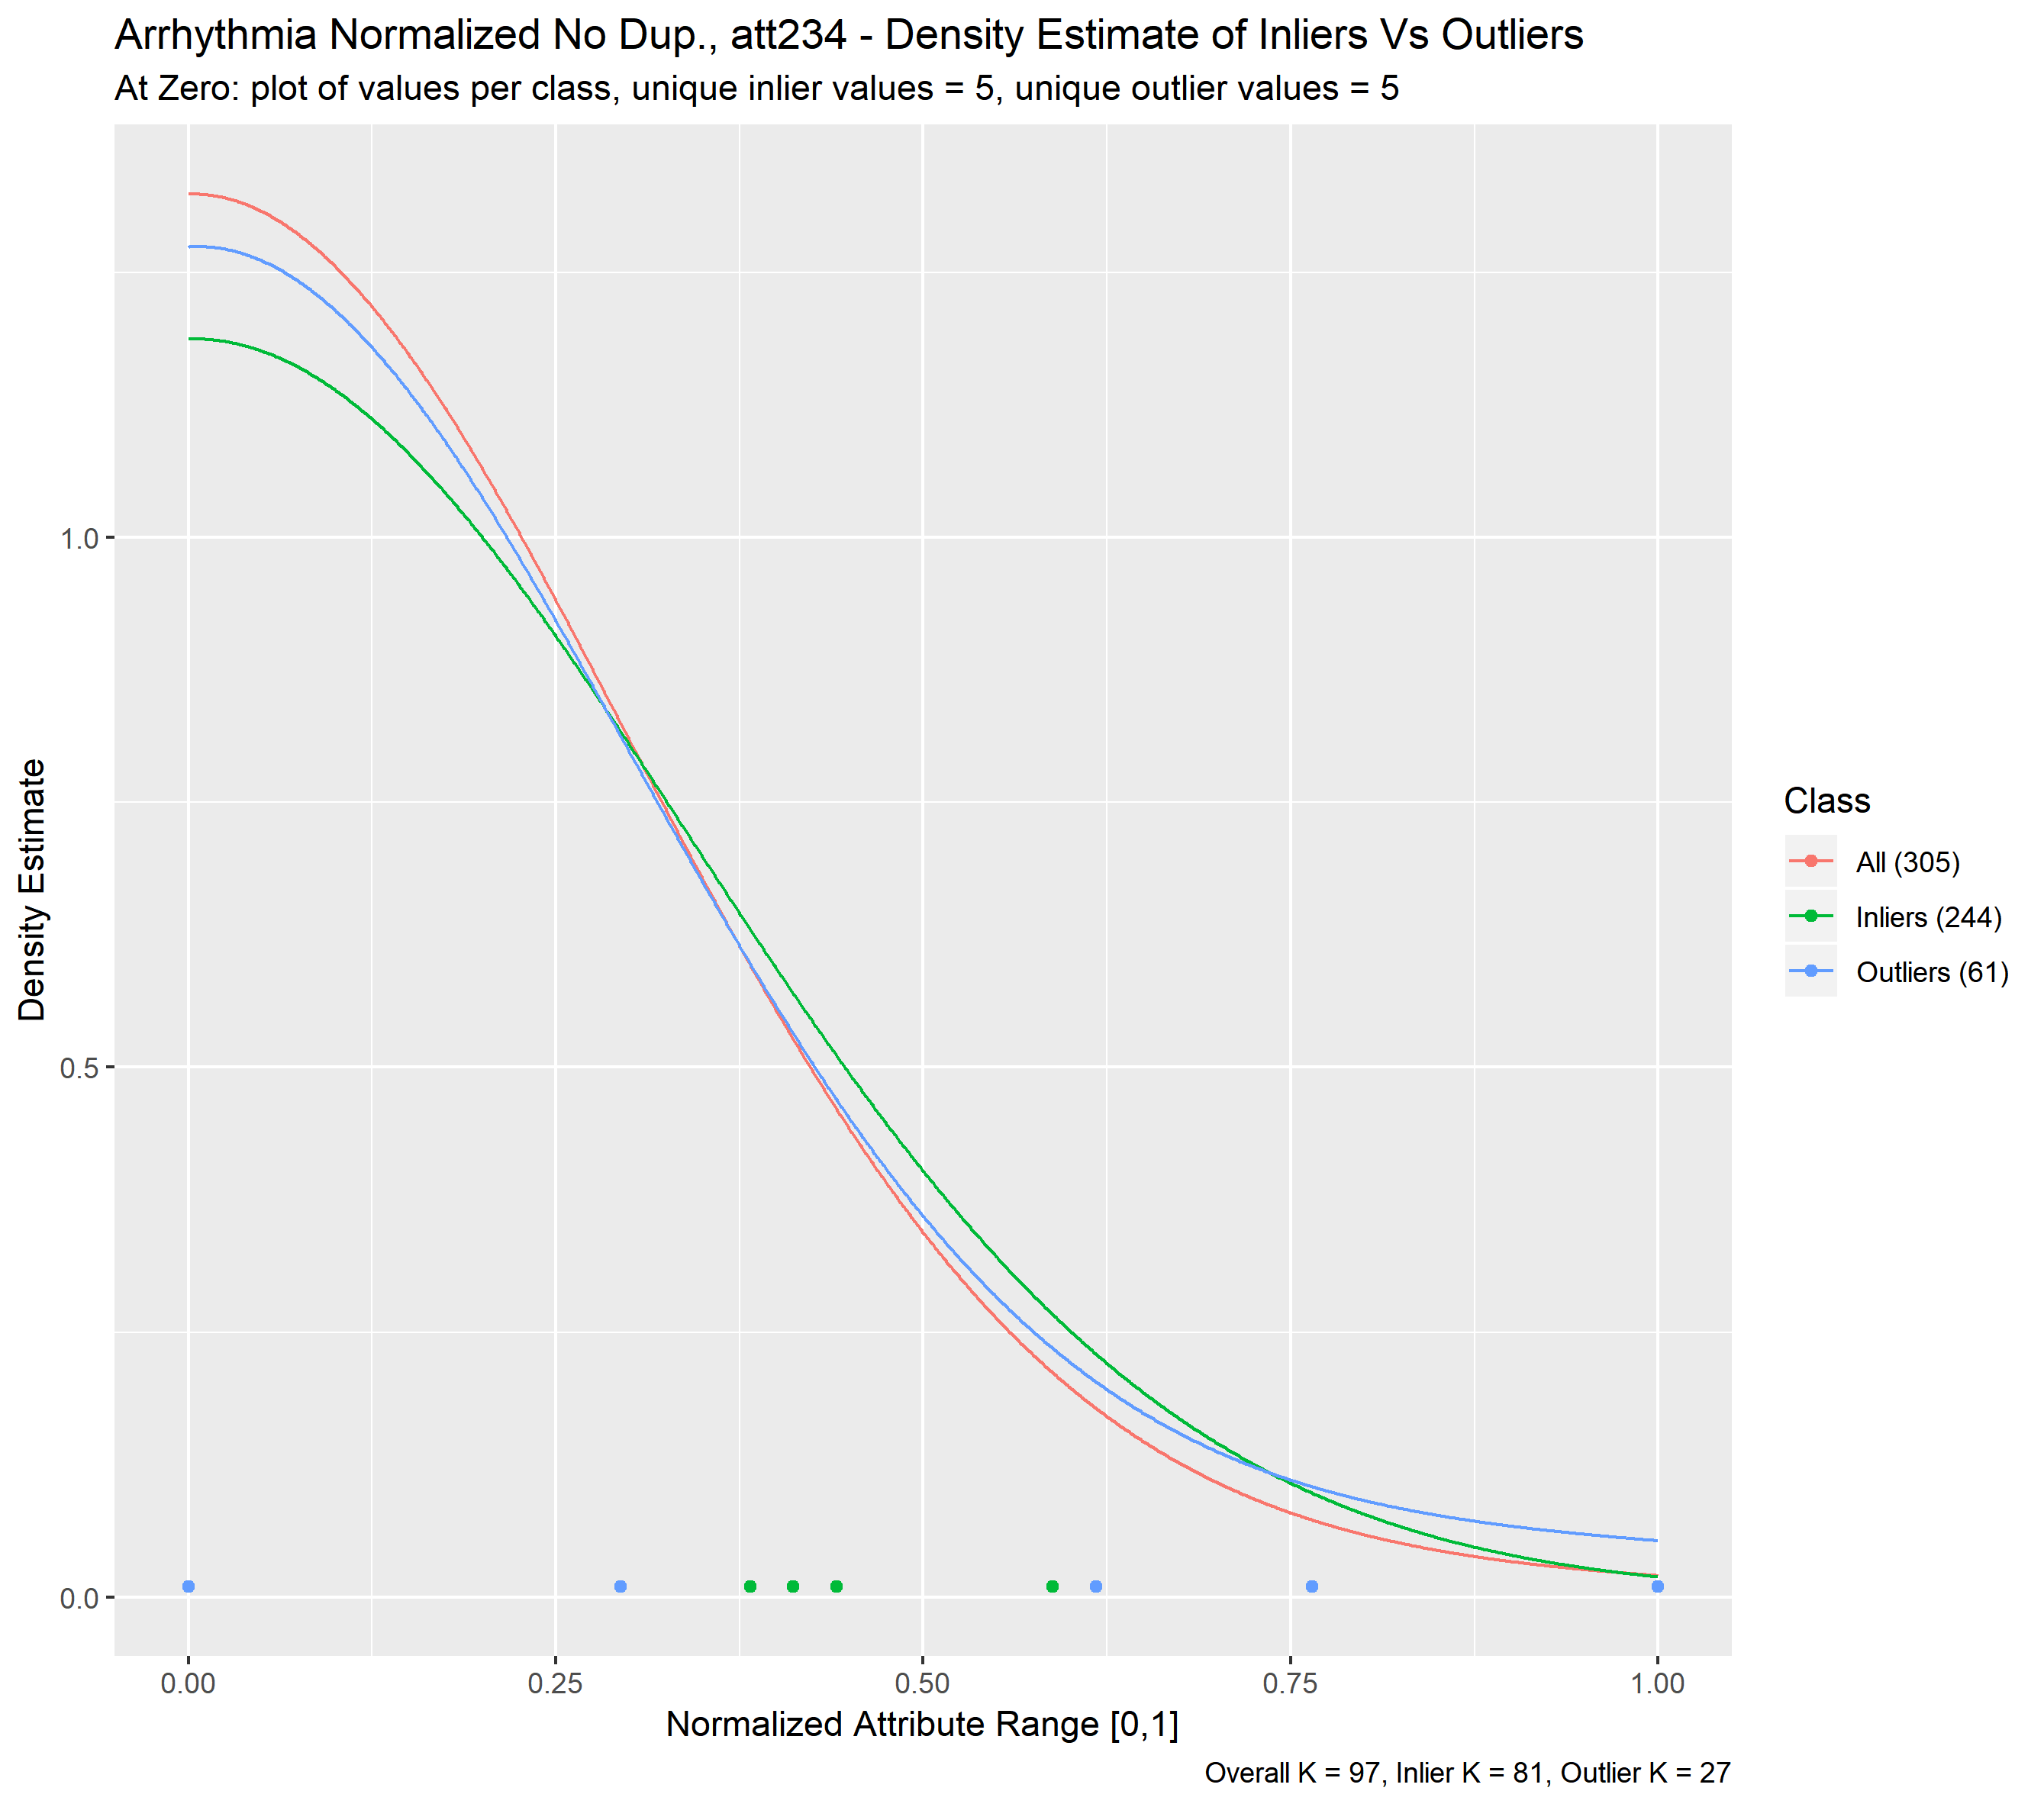 Arrhythmia Normalized No Dup., att234 - Density Estimate of Inliers Vs Outliers
At Zero: plot of values per class, unique inlier values = 5, unique outlier values = 5
Density Estimate
1.0
0.5
0.0
0.00 0.25 0.50 0.75 1.00
Normalized Attribute Range [0,1]
Overall K = 97, Inlier K = 81, Outlier K = 27
Class
All (305)
Inliers (244)
Outliers (61)